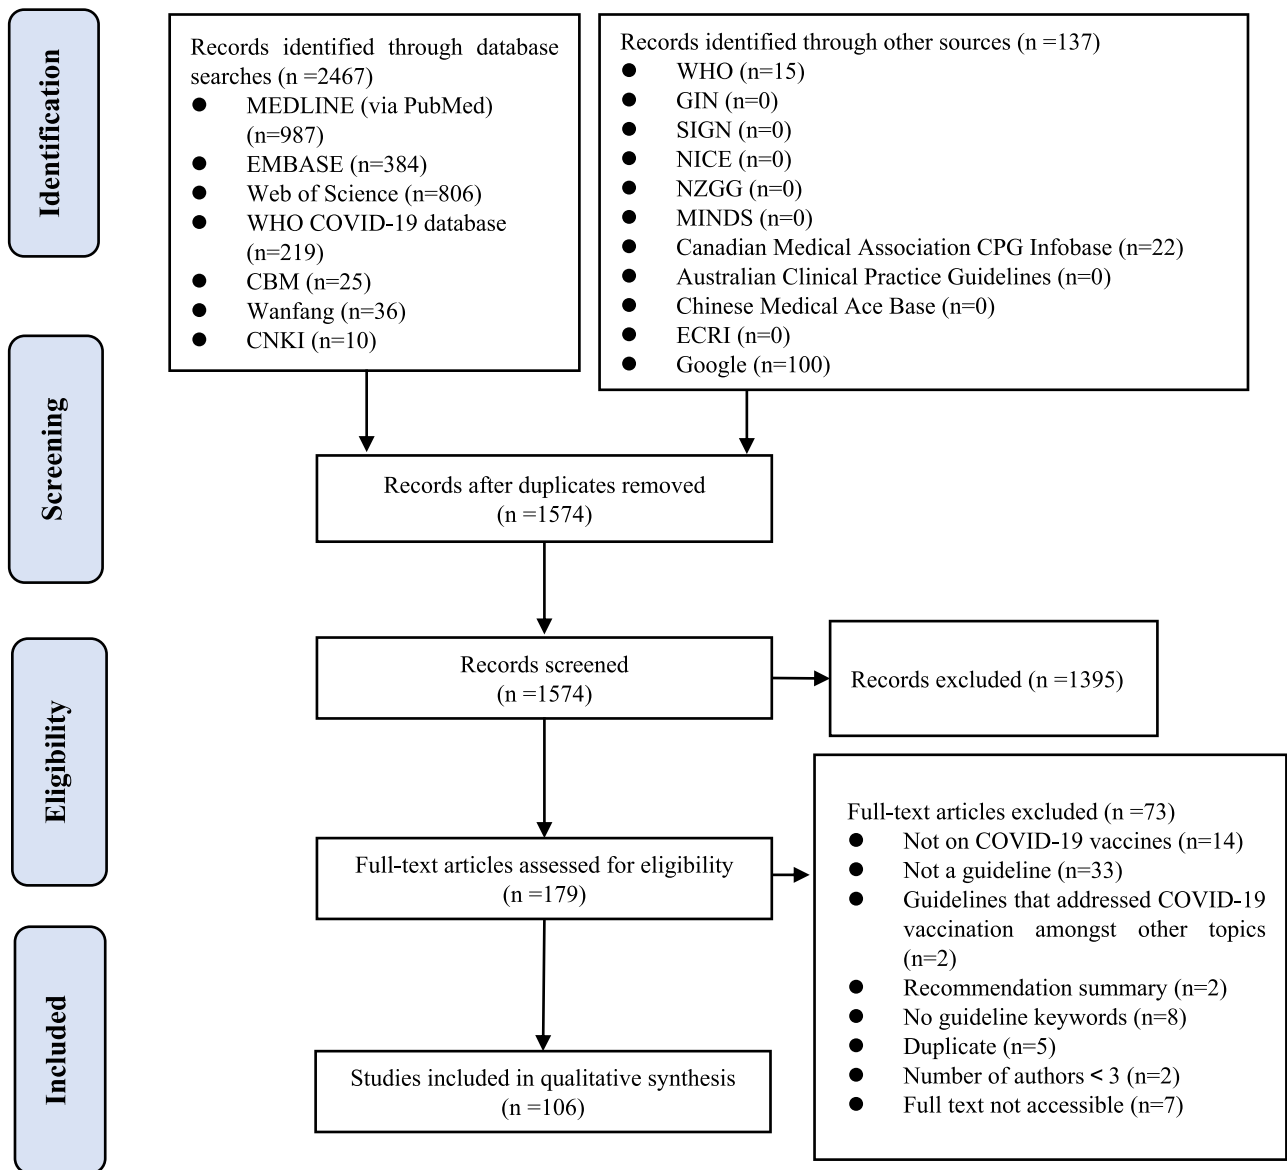 Identification
Records identified through database
searches (n =2467)
● MEDLINE (via PubMed)
(n=987)
● EMBASE (n=384)
● Web of Science (n=806)
● WHO COVID-19 database
(n=219)
● CBM (n=25)
● Wanfang (n=36)
● CNKI (n=10)
Records identified through other sources (n =137)
● WHO (n=15)
● GIN (n=0)
● SIGN (n=0)
● NICE (n=0)
● NZGG (n=0)
● MINDS (n=0)
● Canadian Medical Association CPG Infobase (n=22)
● Australian Clinical Practice Guidelines (n=0)
● Chinese Medical Ace Base (n=0)
● ECRI (n=0)
● Google (n=100)
Screening
Records after duplicates removed
(n =1574)
Records screened
(n =1574)
Records excluded (n =1395)
Eligibility
Full-text articles assessed for eligibility
(n =179)
Full-text articles excluded (n =73)
● Not on COVID-19 vaccines (n=14)
● Not a guideline (n=33)
● Guidelines that addressed COVID-19
vaccination amongst other topics
(n=2)
● Recommendation summary (n=2)
● No guideline keywords (n=8)
● Duplicate (n=5)
● Number of authors < 3 (n=2)
● Full text not accessible (n=7)
Included
Studies included in qualitative synthesis
(n =106)